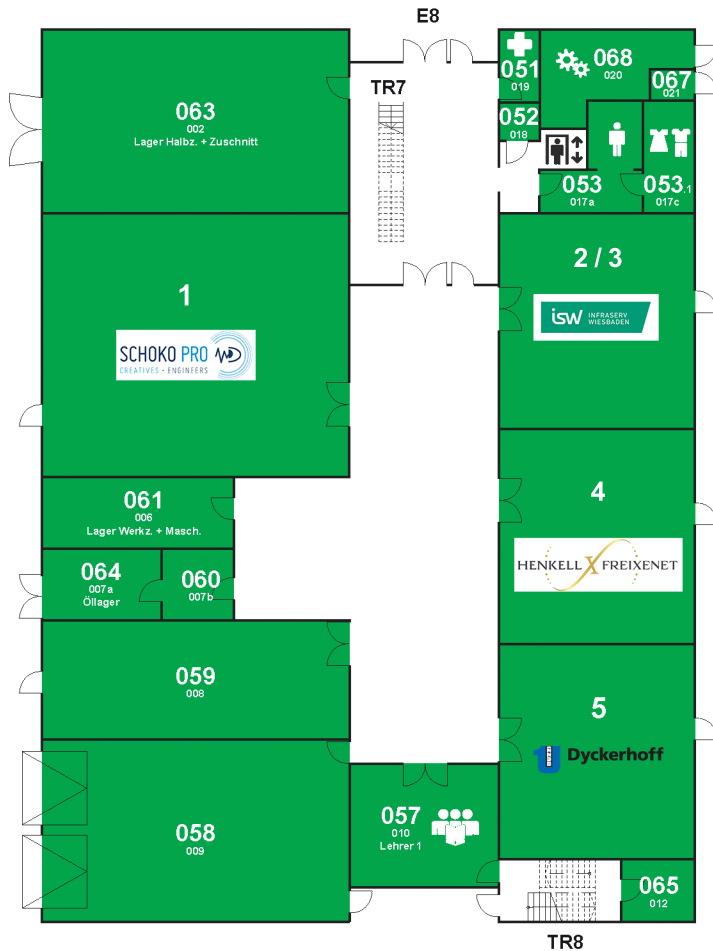 E8
TR7
063
002
Lager Halbz. + Zuschnitt
051
019
068
020
067
021
052
018
053
017a
053.1
017c
1
SCHOKO PRO
CREATIVES + ENGINEERS
2 / 3
isw INFRASERV
WIESBADEN
061
006
Lager Werkz. + Masch.
4
HENKELL FREIXENET
064
007a
Öllager
060
007b
059
008
5
Dyckerhoff
058
009
057
010
Lehrer 1
065
012
TR8